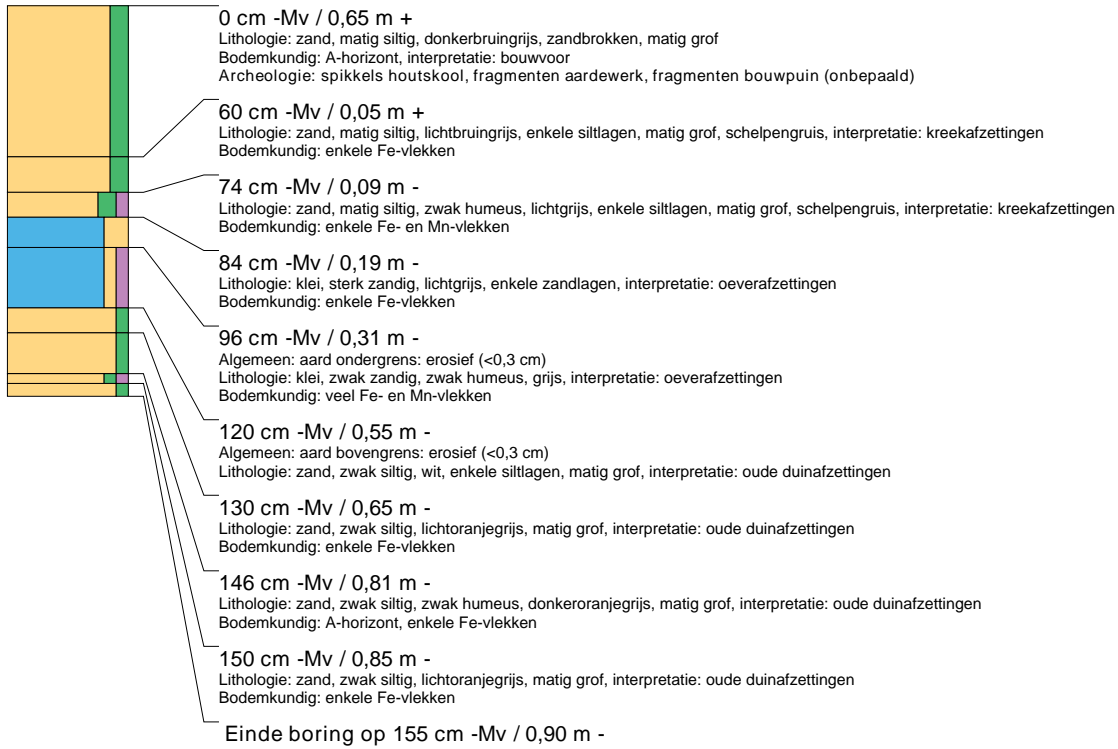 0 cm -Mv / 0,65 m +
Lithologie: zand, matig siltig, donkerbruingrijs, zandbrokken, matig grof
Bodemkundig: A-horizont, interpretatie: bouwvoor
Archeologie: spikkels houtskool, fragmenten aardewerk, fragmenten bouwpuin (onbepaald)
60 cm -Mv / 0,05 m +
Lithologie: zand, matig siltig, lichtbruingrijs, enkele siltlagen, matig grof, schelpengruis, interpretatie: kreekafzettingen
Bodemkundig: enkele Fe-vlekken
74 cm -Mv / 0,09 m -
Lithologie: zand, matig siltig, zwak humeus, lichtgrijs, enkele siltlagen, matig grof, schelpengruis, interpretatie: kreekafzettingen
Bodemkundig: enkele Fe- en Mn-vlekken
84 cm -Mv / 0,19 m -
Lithologie: klei, sterk zandig, lichtgrijs, enkele zandlagen, interpretatie: oeverafzettingen
Bodemkundig: enkele Fe-vlekken
96 cm -Mv / 0,31 m -
Algemeen: aard ondergrens: erosief (<0,3 cm)
Lithologie: klei, zwak zandig, zwak humeus, grijs, interpretatie: oeverafzettingen
Bodemkundig: veel Fe- en Mn-vlekken
120 cm -Mv / 0,55 m -
Algemeen: aard bovengrens: erosief (<0,3 cm)
Lithologie: zand, zwak siltig, wit, enkele siltlagen, matig grof, interpretatie: oude duinafzettingen
130 cm -Mv / 0,65 m -
Lithologie: zand, zwak siltig, lichtoranjegrijs, matig grof, interpretatie: oude duinafzettingen
Bodemkundig: enkele Fe-vlekken
146 cm -Mv / 0,81 m -
Lithologie: zand, zwak siltig, zwak humeus, donkeroranjegrijs, matig grof, interpretatie: oude duinafzettingen
Bodemkundig: A-horizont, enkele Fe-vlekken
150 cm -Mv / 0,85 m -
Lithologie: zand, zwak siltig, lichtoranjegrijs, matig grof, interpretatie: oude duinafzettingen
Bodemkundig: enkele Fe-vlekken
Einde boring op 155 cm -Mv / 0,90 m -